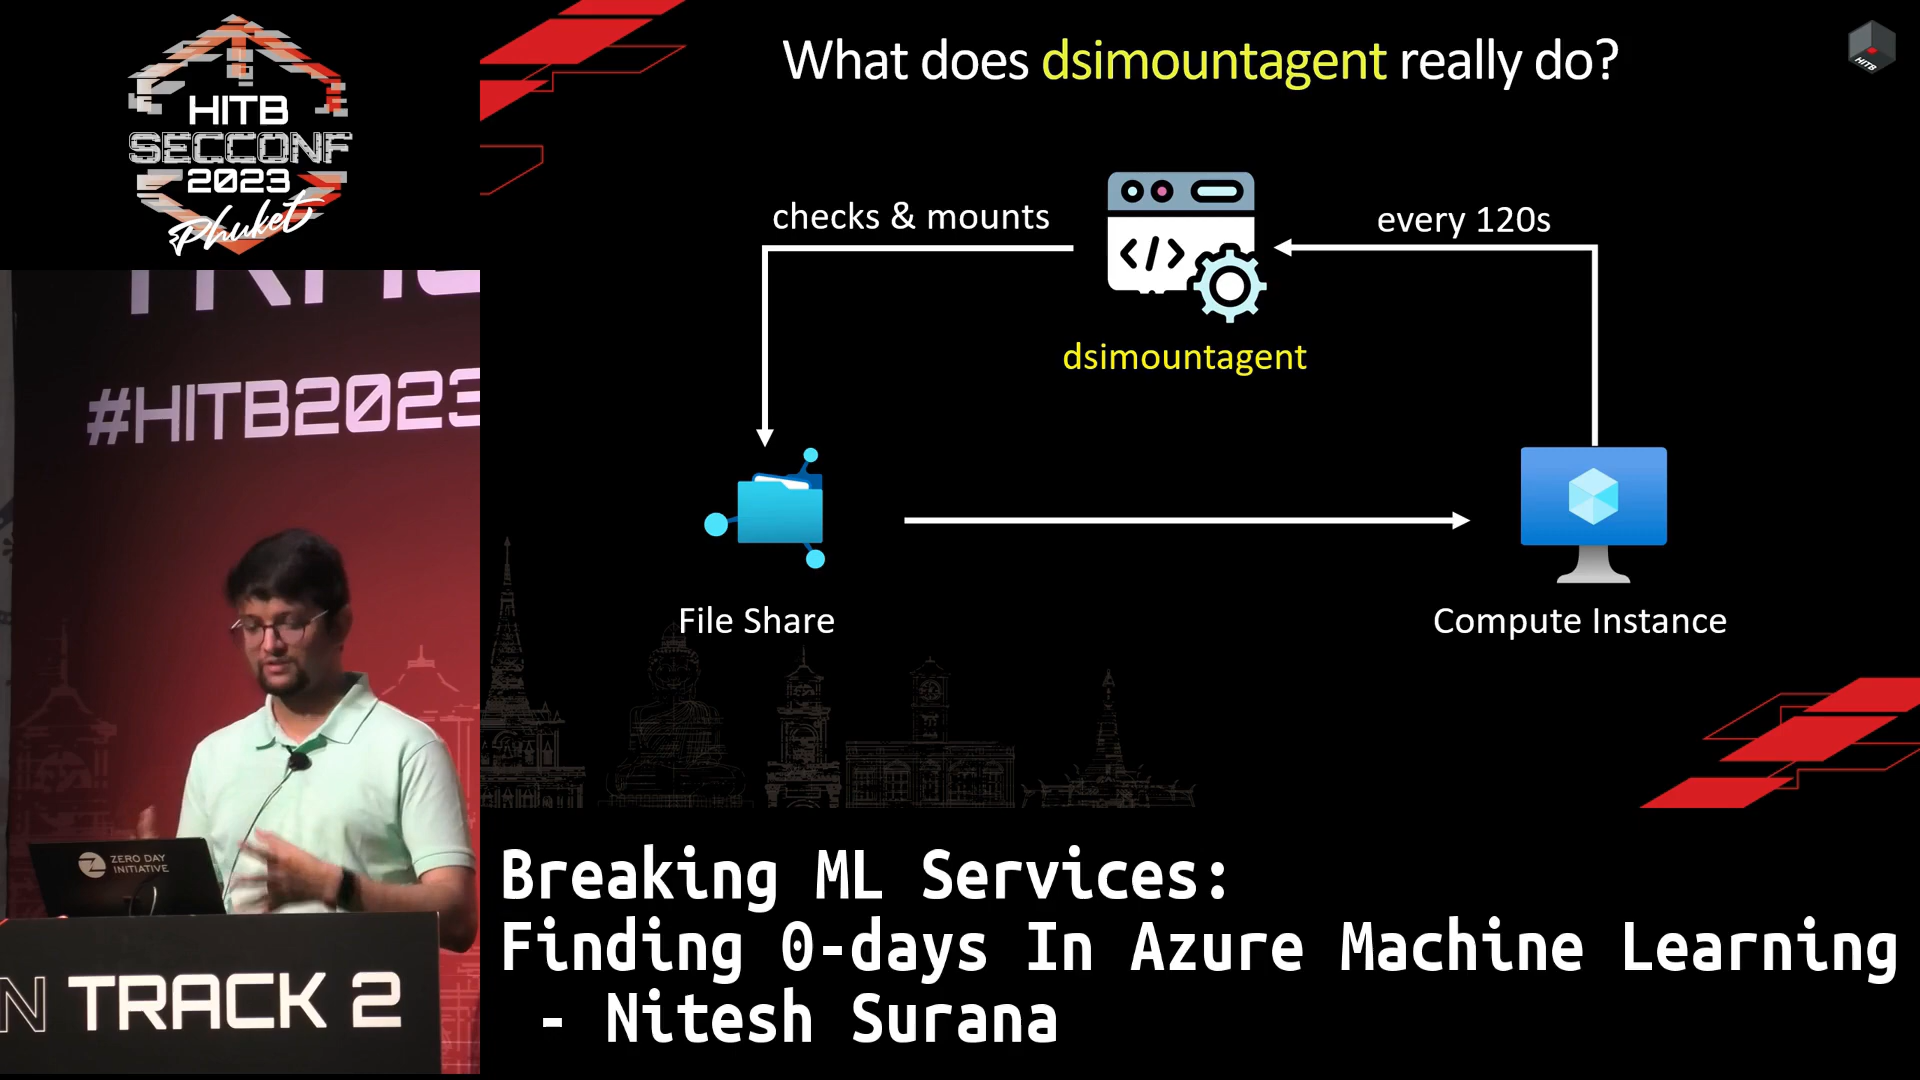 HITB
SECCONF
2023
Phuket
#HITB2023
ZERO DAY
INITIATIVE
N TRACK 2
What does dsimountagent really do?
HITB
checks & mounts
every 120s
</>
dsimountagent
File Share
Compute Instance
Breaking ML Services:
Finding 0-days In Azure Machine Learning
- Nitesh Surana